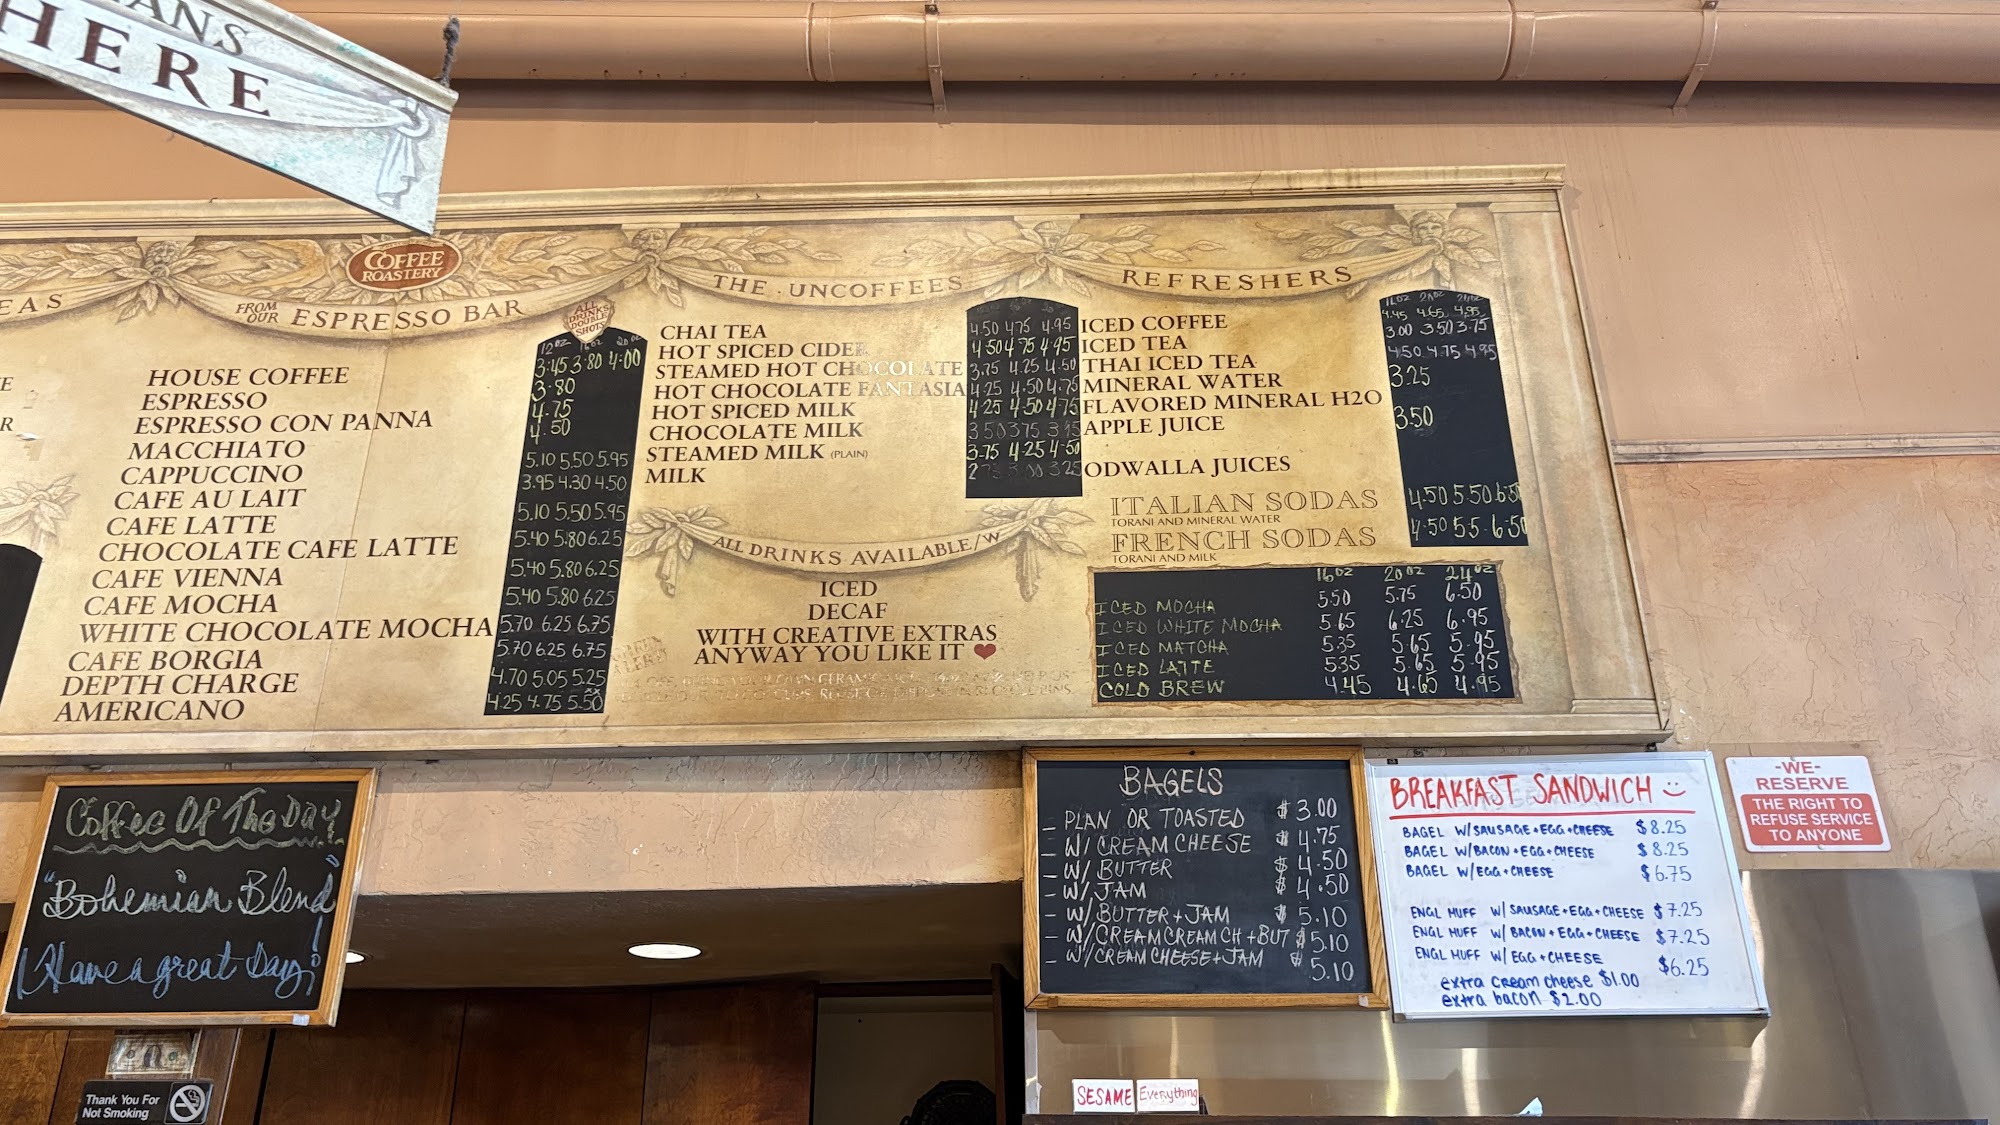 ANS
HERE
EAS
COFFEE
ROASTERY
FROM OUR ESPRESSO BAR
ALL
DRINKS
DOUBLE
SHOTS
12oz 16oz 20oz
3.45 3.80 4.00
3.80
4.75
4.50
5.10 5.50 5.95
3.95 4.30 4.50
5.10 5.50 5.95
5.40 5.80 6.25
5.40 5.80 6.25
5.40 5.80 6.25
5.70 6.25 6.75
5.70 6.25 6.75
4.70 5.05 5.25
4.25 4.75 5.50
HOUSE COFFEE
ESPRESSO
ESPRESSO CON PANNA
MACCHIATO
CAPPUCCINO
CAFE AU LAIT
CAFE LATTE
CHOCOLATE CAFE LATTE
CAFE VIENNA
CAFE MOCHA
WHITE CHOCOLATE MOCHA
CAFE BORGIA
DEPTH CHARGE
AMERICANO
THE UNCOFFEES
CHAI TEA 4.50 4.75 4.95
HOT SPICED CIDER 4.50 4.75 4.95
STEAMED HOT CHOCOLATE 3.75 4.25 4.50
HOT CHOCOLATE FANTASIA 4.25 4.50 4.75
HOT SPICED MILK 4.25 4.50 4.75
CHOCOLATE MILK 3.50 3.75 3.95
STEAMED MILK (PLAIN) 3.75 4.25 4.50
MILK 3.25
ALL DRINKS AVAILABLE/W
ICED
DECAF
WITH CREATIVE EXTRAS
ANYWAY YOU LIKE IT ❤
REFRESHERS
16oz 20oz 24oz
ICED COFFEE 4.45 4.65 4.95
ICED TEA 3.00 3.50 3.75
THAI ICED TEA 4.50 4.75 4.95
MINERAL WATER 3.25
FLAVORED MINERAL H2O
APPLE JUICE 3.50
ODWALLA JUICES
ITALIAN SODAS 4.50 5.50 6.50
TORANI AND MINERAL WATER
FRENCH SODAS 4.50 5.5 6.50
TORANI AND MILK
16oz 20oz 24oz
ICED MOCHA 5.50 5.75 6.50
ICED WHITE MOCHA 5.65 6.25 6.95
ICED MATCHA 5.35 5.65 5.95
ICED LATTE 5.35 5.65 5.95
COLD BREW 4.45 4.65 4.95
Coffee Of The Day
"Bohemian Blend"
Have a great Day!
BAGELS
- PLAN OR TOASTED $ 3.00
- W/ CREAM CHEESE $ 4.75
- W/ BUTTER $ 4.50
- W/ JAM $ 4.50
- W/ BUTTER + JAM $ 5.10
- W/ CREAM CREAM CH + BUT $ 5.10
- W/ CREAM CHEESE + JAM $ 5.10
BREAKFAST SANDWICH
BAGEL W/SAUSAGE+EGG+CHEESE $8.25
BAGEL W/BACON+EGG+CHEESE $8.25
BAGEL W/EGG+CHEESE $6.75
ENGL MUFF W/ SAUSAGE+EGG+CHEESE $7.25
ENGL MUFF W/ BACON+EGG+CHEESE $7.25
ENGL MUFF W/ EGG+CHEESE $6.25
extra cream cheese $1.00
extra bacon $2.00
-WE-
RESERVE
THE RIGHT TO
REFUSE SERVICE
TO ANYONE
Thank You For
Not Smoking
SESAME
Everything